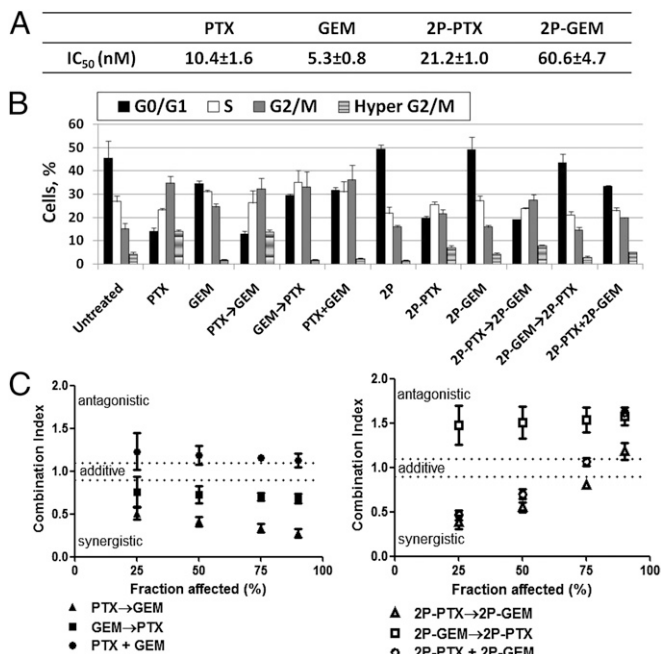 A
PTX GEM 2P-PTX 2P-GEM
IC50 (nM) 10.4±1.6 5.3±0.8 21.2±1.0 60.6±4.7
B
G0/G1 S G2/M Hyper G2/M
Cells, %
60
50
40
30
20
10
0
Untreated
PTX
GEM
PTX→GEM
GEM→PTX
PTX+GEM
2P
2P-PTX
2P-GEM
2P-PTX→2P-GEM
2P-GEM→2P-PTX
2P-PTX+2P-GEM
C
Combination Index
2.0
1.5
1.0
0.5
0.0
antagonistic
additive
synergistic
0 25 50 75 100
Fraction affected (%)
PTX→GEM
GEM→PTX
PTX + GEM
Combination Index
2.0
1.5
1.0
0.5
0.0
antagonistic
additive
synergistic
0 25 50 75 100
Fraction affected (%)
2P-PTX→2P-GEM
2P-GEM→2P-PTX
2P-PTX + 2P-GEM